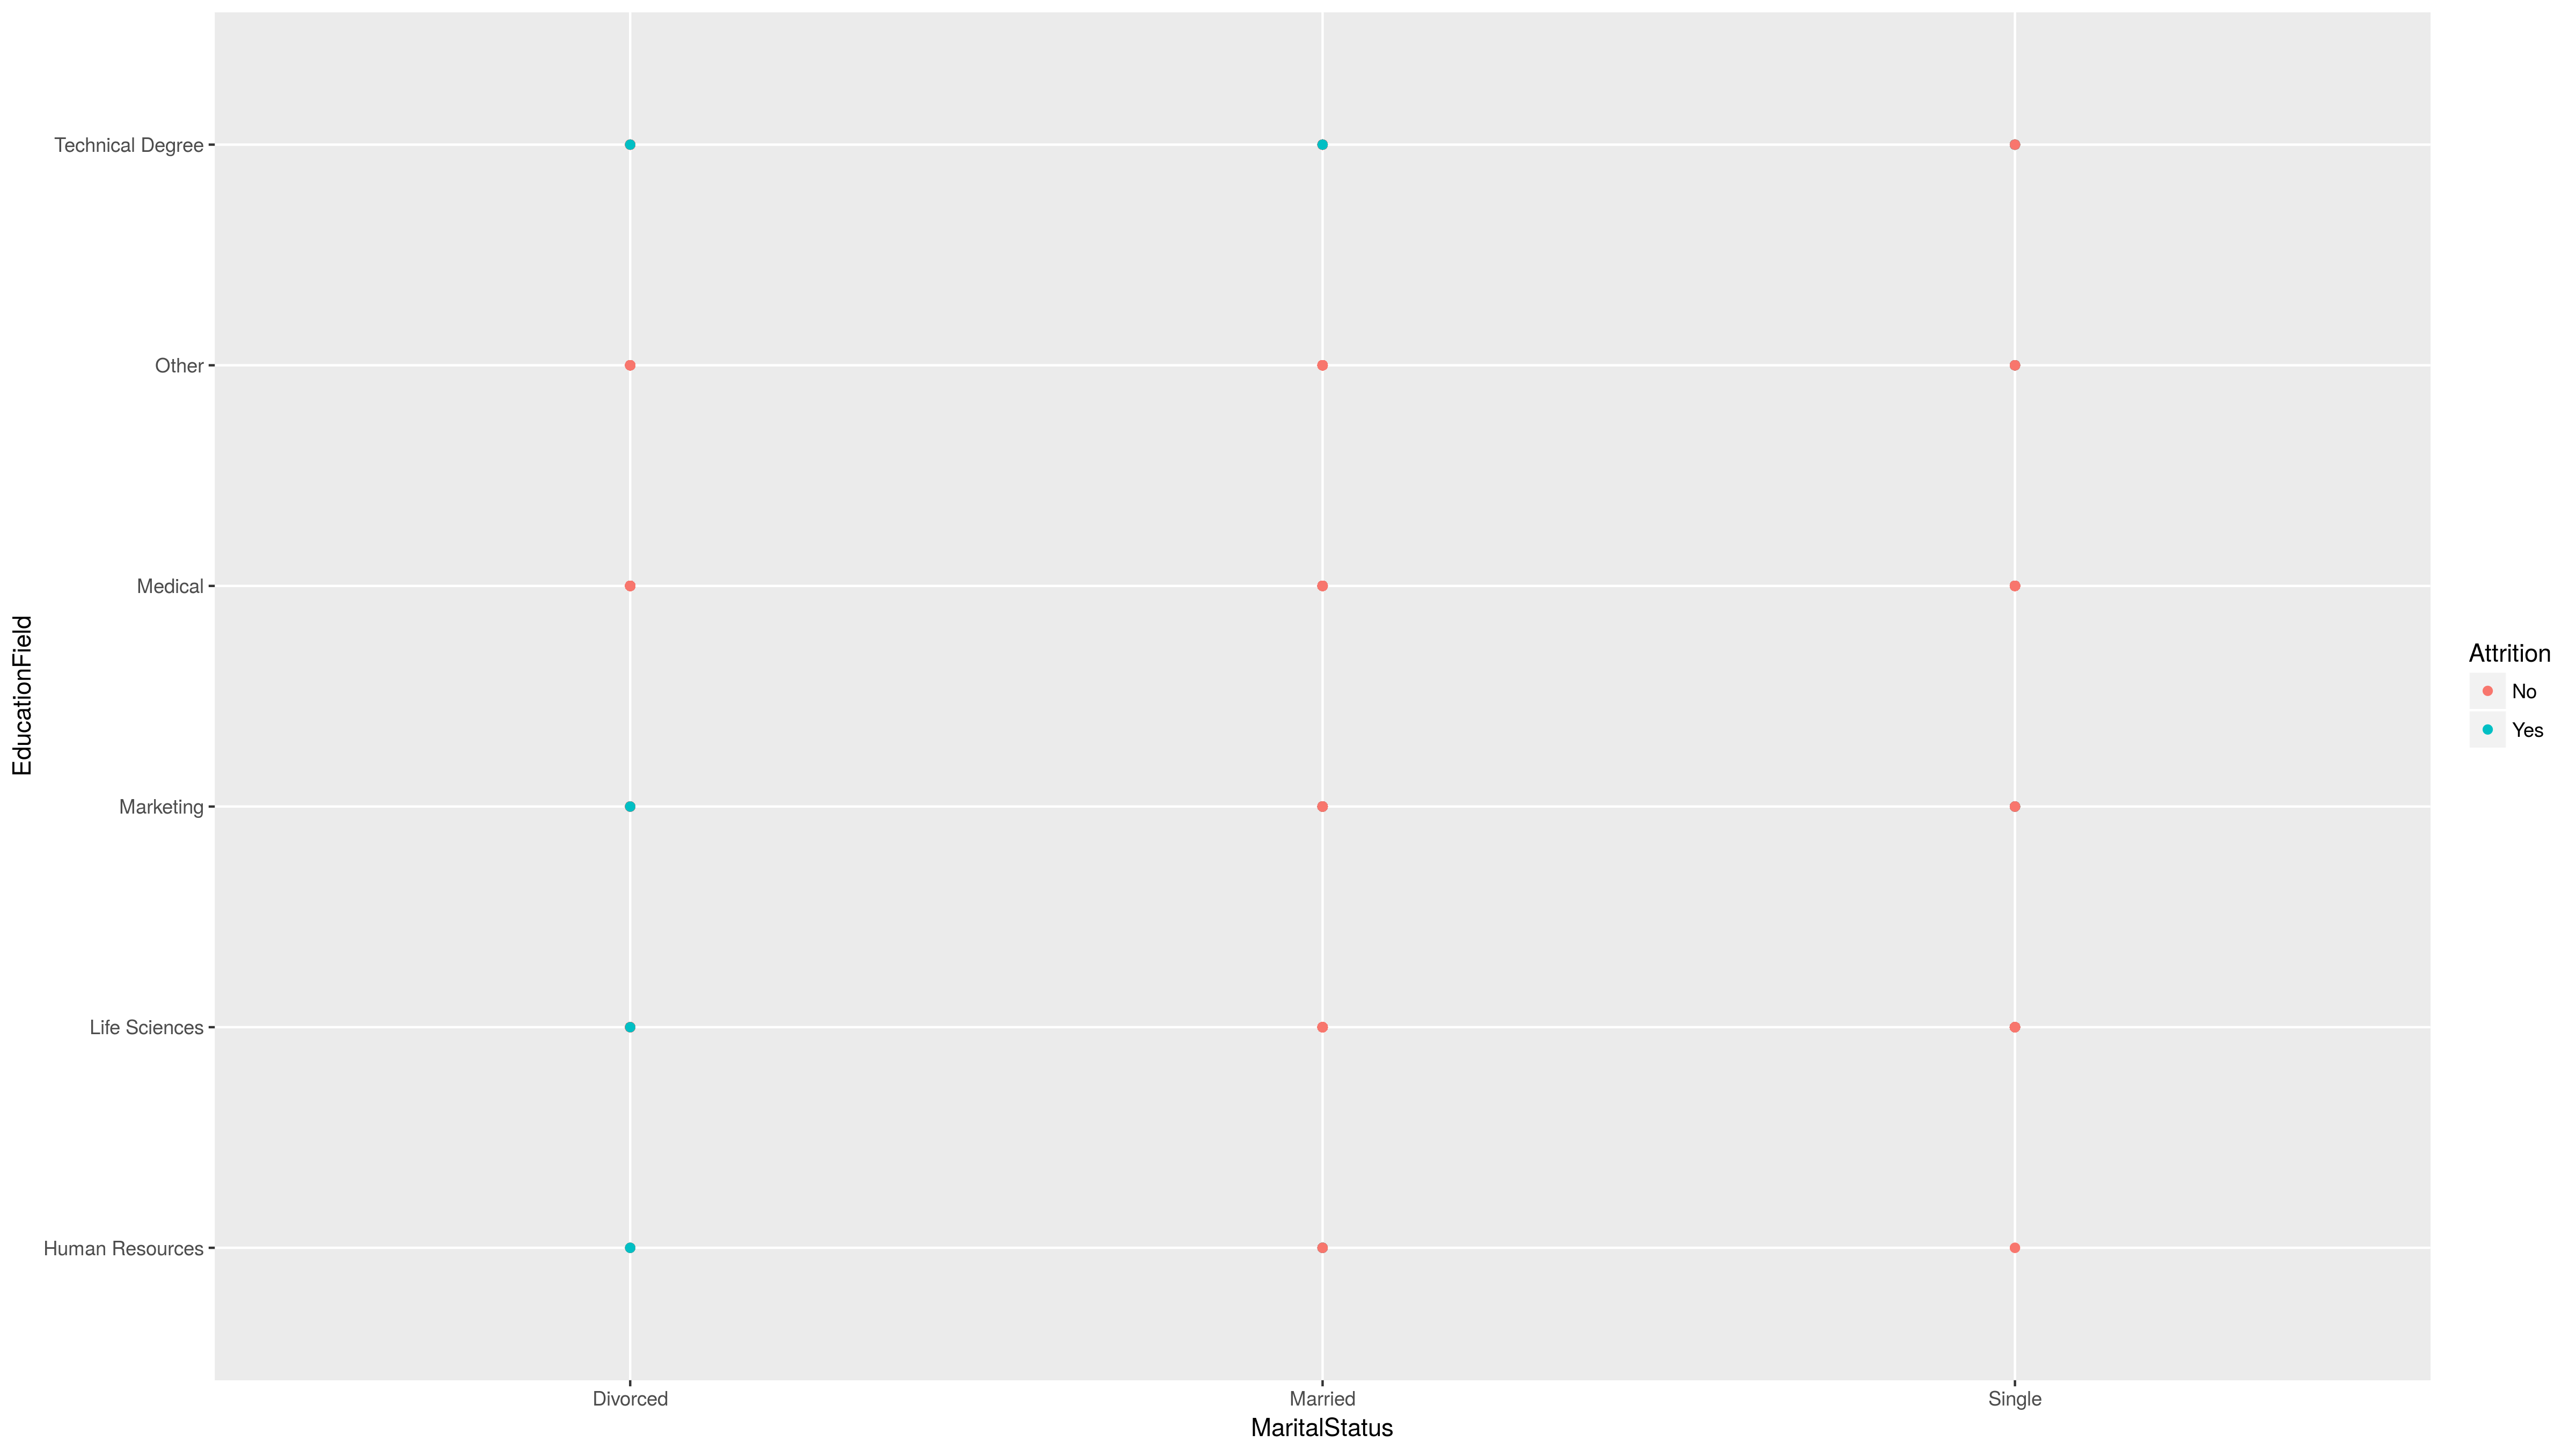 Technical Degree
Other
Medical
Marketing
Life Sciences
Human Resources
EducationField
Divorced
Married
Single
MaritalStatus
Attrition
No
Yes